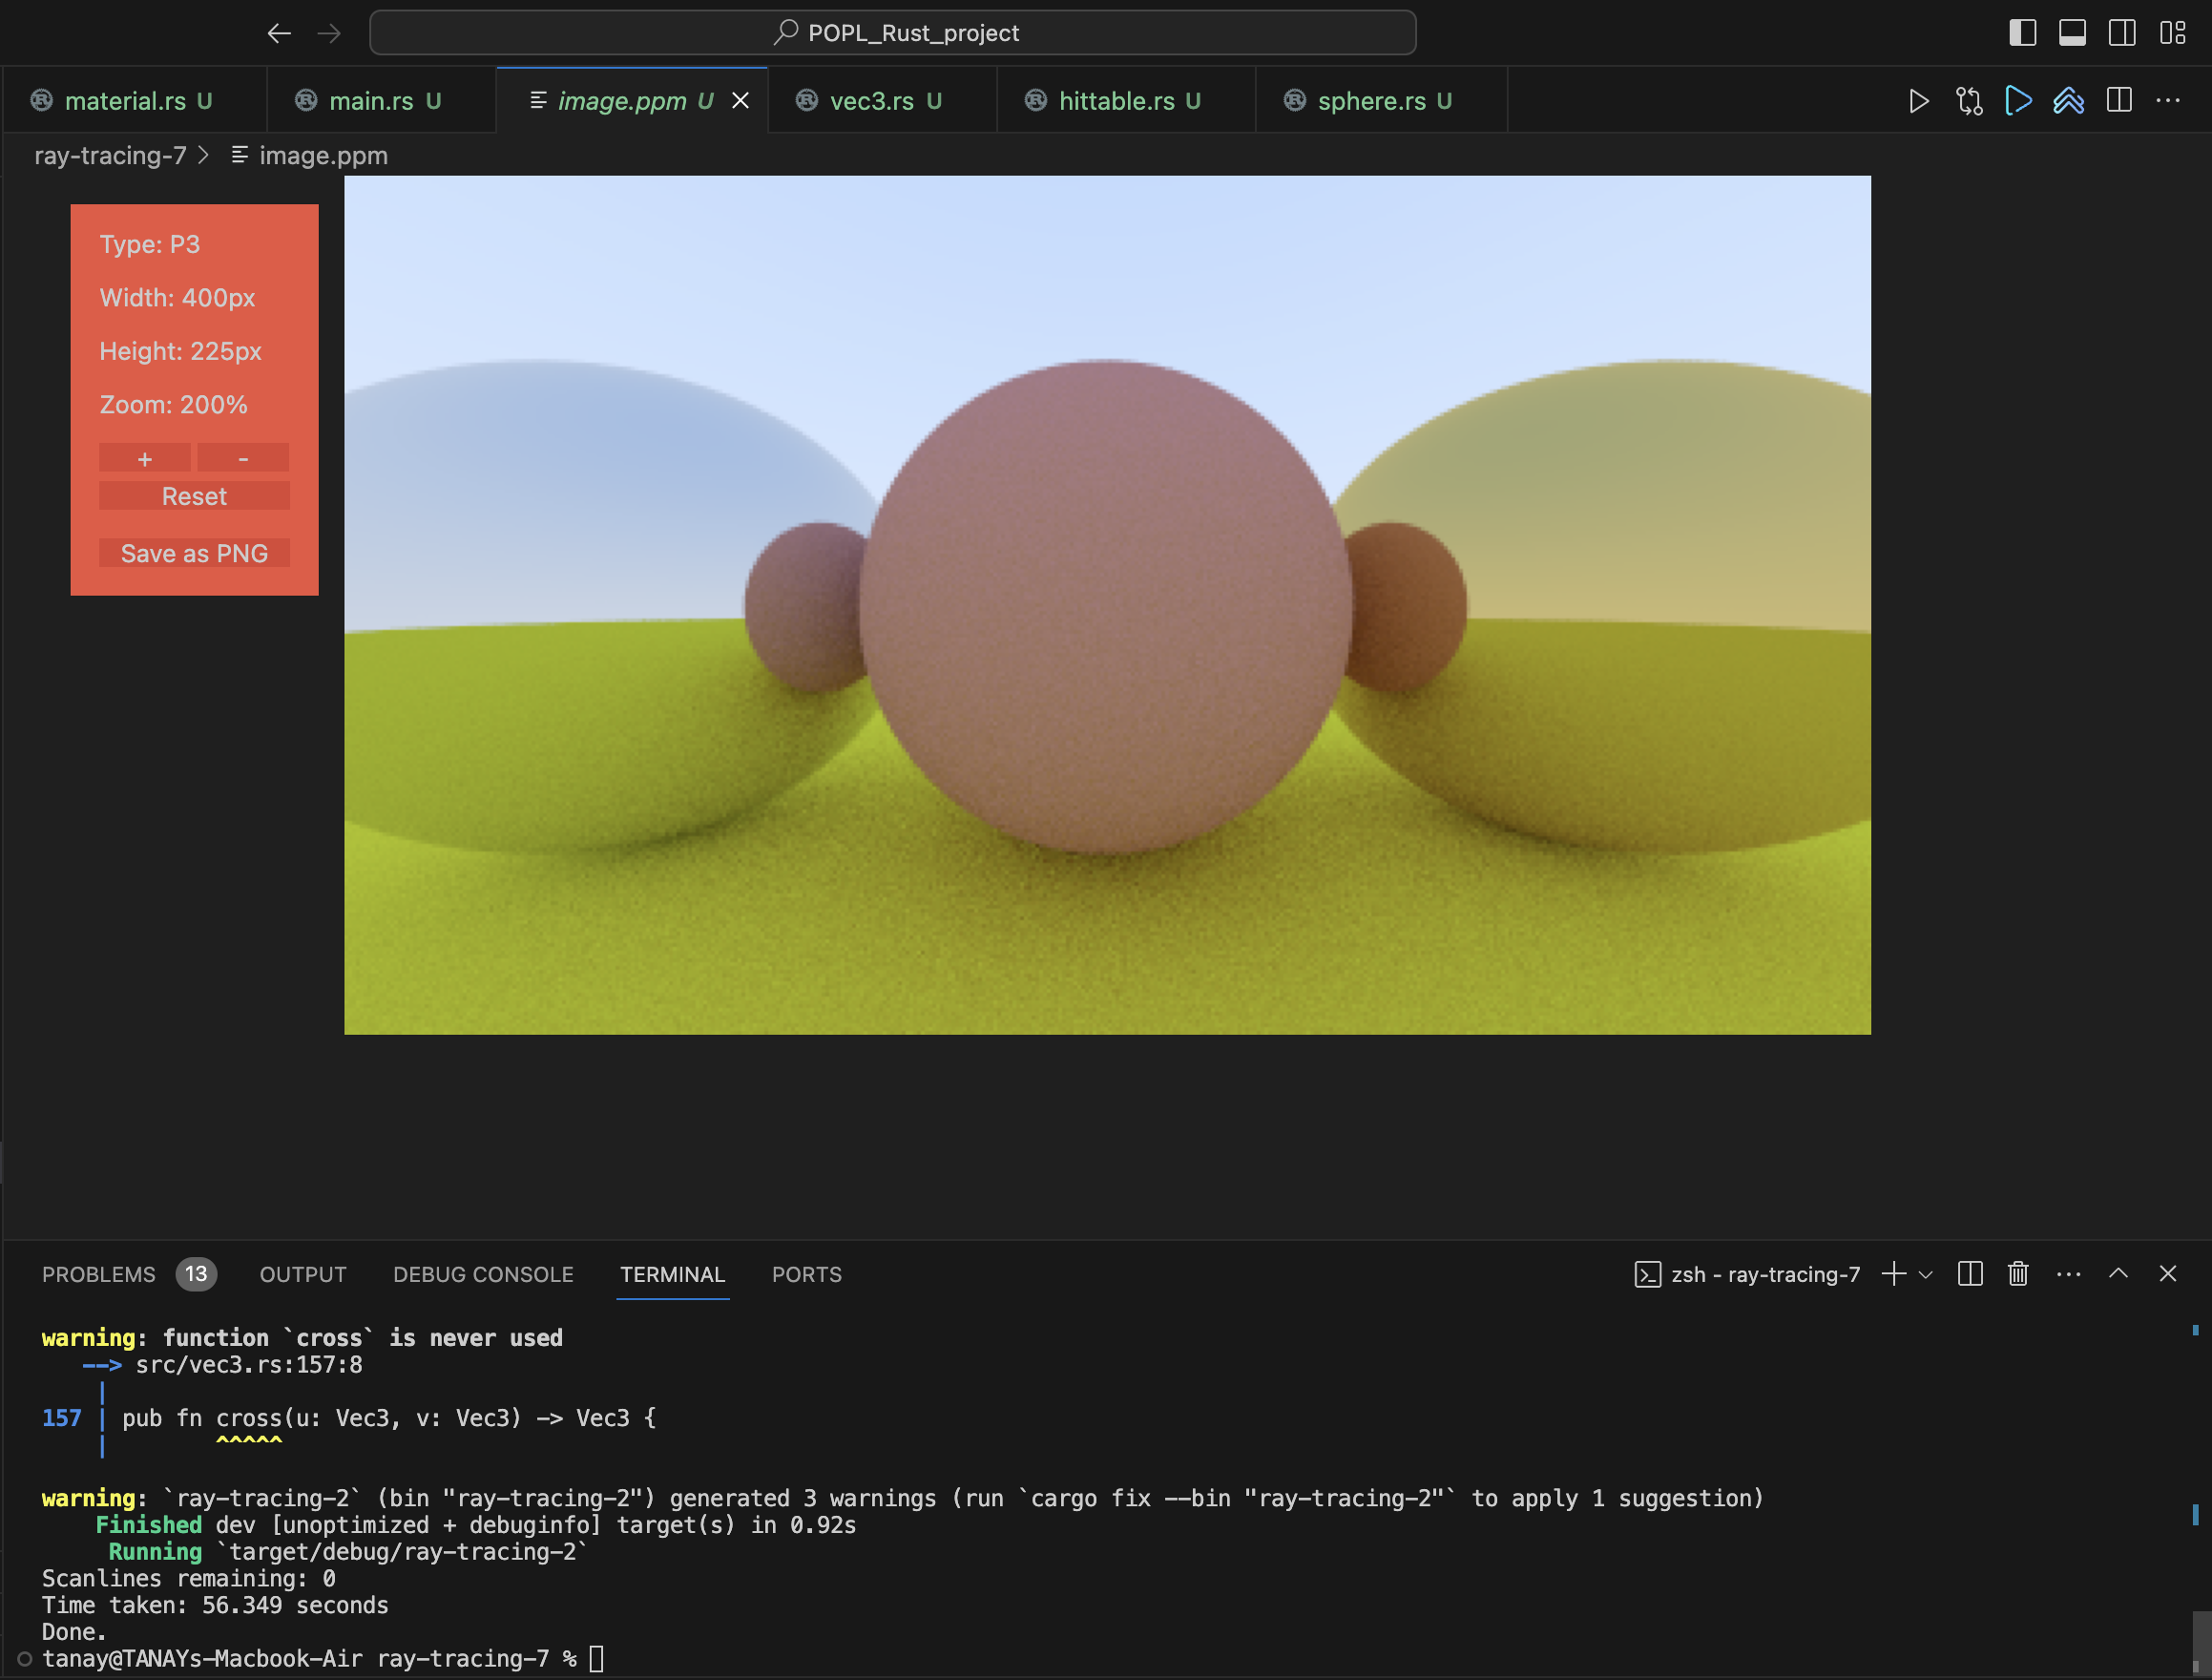 POPL_Rust_project
material.rs U
main.rs U
image.ppm U
vec3.rs U
hittable.rs U
sphere.rs U
ray-tracing-7 > image.ppm
Type: P3
Width: 400px
Height: 225px
Zoom: 200%
+ -
Reset
Save as PNG
PROBLEMS 13 OUTPUT DEBUG CONSOLE TERMINAL PORTS
zsh - ray-tracing-7
warning: function `cross` is never used
--> src/vec3.rs:157:8
|
157 | pub fn cross(u: Vec3, v: Vec3) -> Vec3 {
| ^^^^^
warning: `ray-tracing-2` (bin "ray-tracing-2") generated 3 warnings (run `cargo fix --bin "ray-tracing-2"` to apply 1 suggestion)
Finished dev [unoptimized + debuginfo] target(s) in 0.92s
Running `target/debug/ray-tracing-2`
Scanlines remaining: 0
Time taken: 56.349 seconds
Done.
tanay@TANAYs-Macbook-Air ray-tracing-7 %